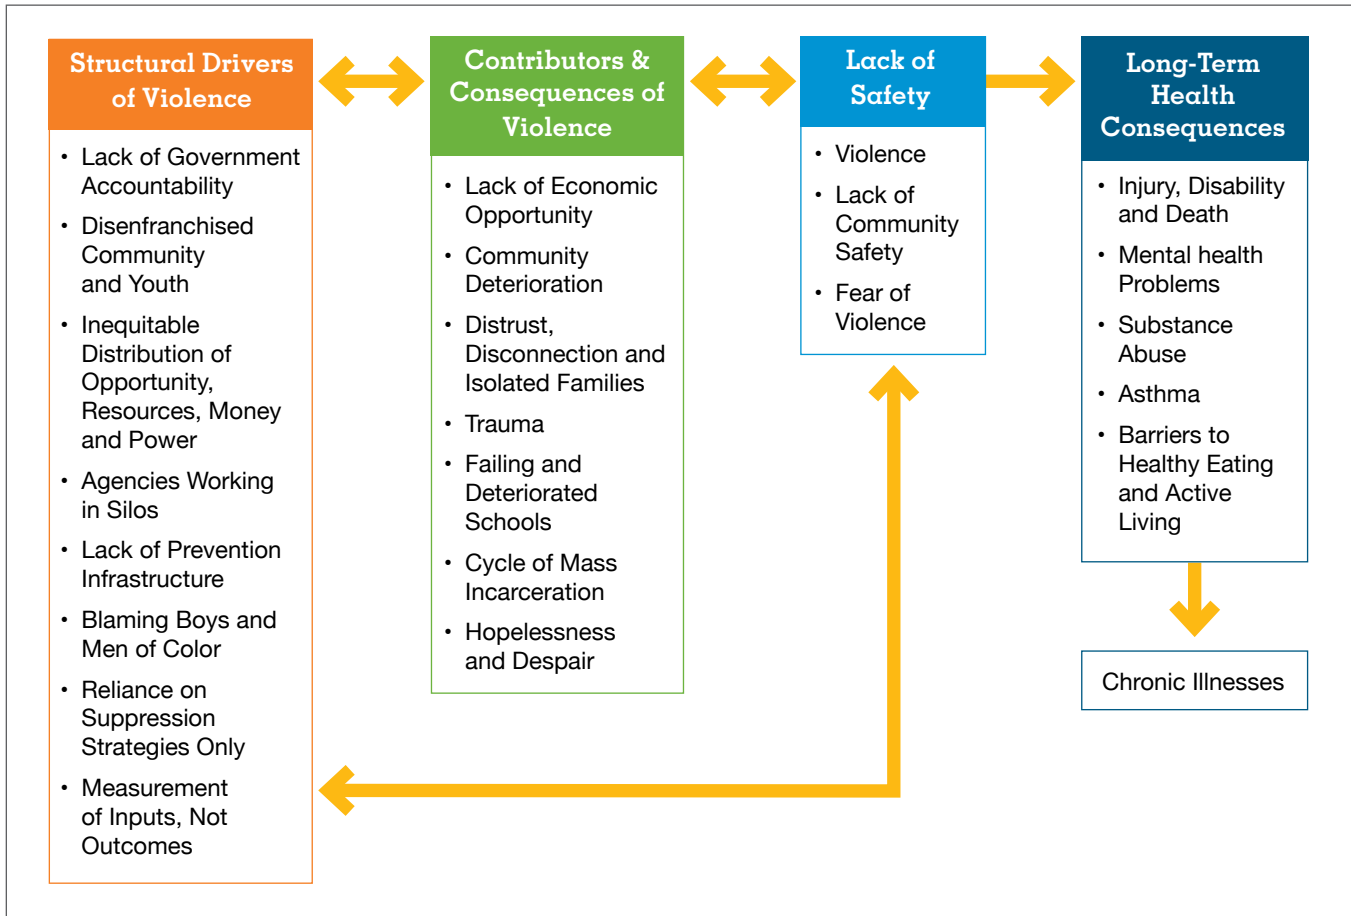 Structural Drivers
of Violence
• Lack of Government
Accountability
• Disenfranchised
Community
and Youth
• Inequitable
Distribution of
Opportunity,
Resources, Money
and Power
• Agencies Working
in Silos
• Lack of Prevention
Infrastructure
• Blaming Boys and
Men of Color
• Reliance on
Suppression
Strategies Only
• Measurement
of Inputs, Not
Outcomes
Contributors &
Consequences of
Violence
• Lack of Economic
Opportunity
• Community
Deterioration
• Distrust,
Disconnection and
Isolated Families
• Trauma
• Failing and
Deteriorated
Schools
• Cycle of Mass
Incarceration
• Hopelessness
and Despair
Lack of
Safety
• Violence
• Lack of
Community
Safety
• Fear of
Violence
Long-Term
Health
Consequences
• Injury, Disability
and Death
• Mental health
Problems
• Substance
Abuse
• Asthma
• Barriers to
Healthy Eating
and Active
Living
Chronic Illnesses